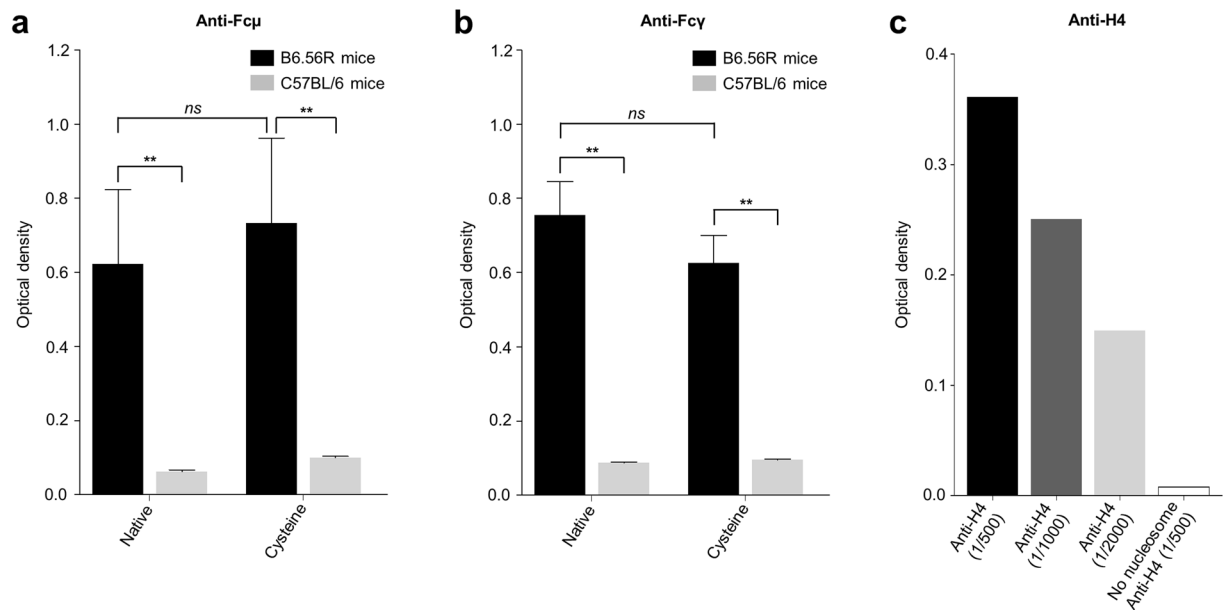 a
Anti-Fcµ
1.2
1.0
0.8
0.6
0.4
0.2
0.0
Optical density
B6.56R mice
C57BL/6 mice
ns
**
**
Native
Cysteine
b
Anti-Fcγ
1.2
1.0
0.8
0.6
0.4
0.2
0.0
Optical density
B6.56R mice
C57BL/6 mice
ns
**
**
Native
Cysteine
c
Anti-H4
0.4
0.3
0.2
0.1
0.0
Optical density
Anti-H4
(1/500)
Anti-H4
(1/1000)
Anti-H4
(1/2000)
No nucleosome
Anti-H4 (1/500)